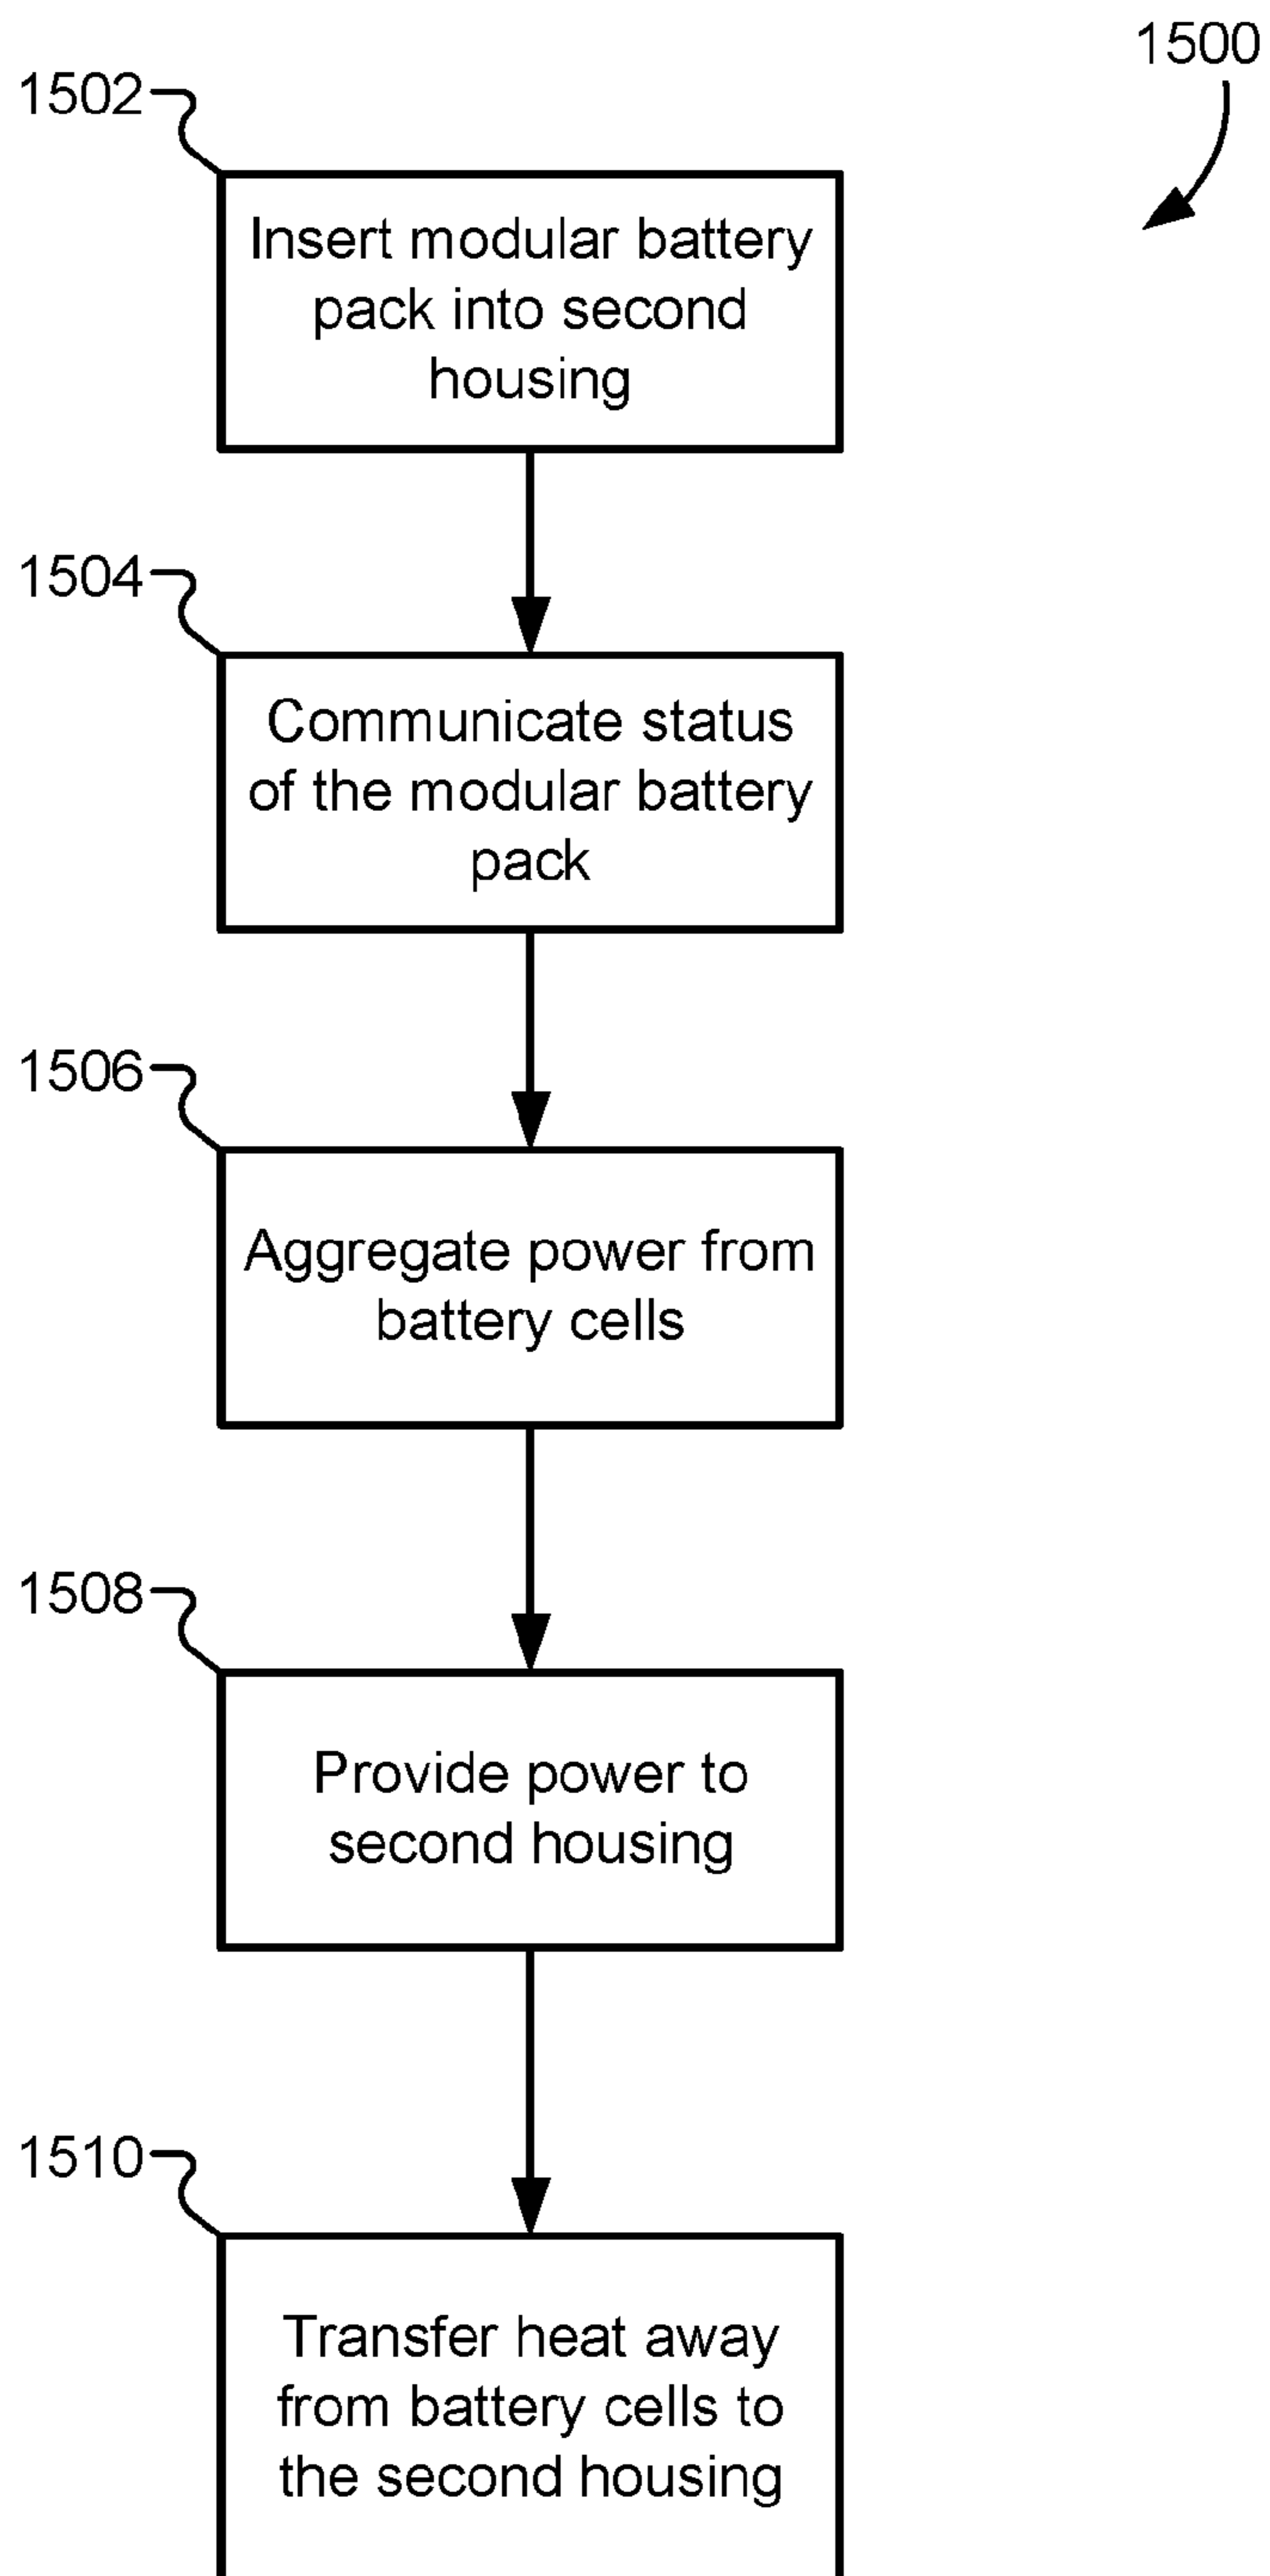 1500
1502
Insert modular battery
pack into second
housing
1504
Communicate status
of the modular battery
pack
1506
Aggregate power from
battery cells
1508
Provide power to
second housing
1510
Transfer heat away
from battery cells to
the second housing